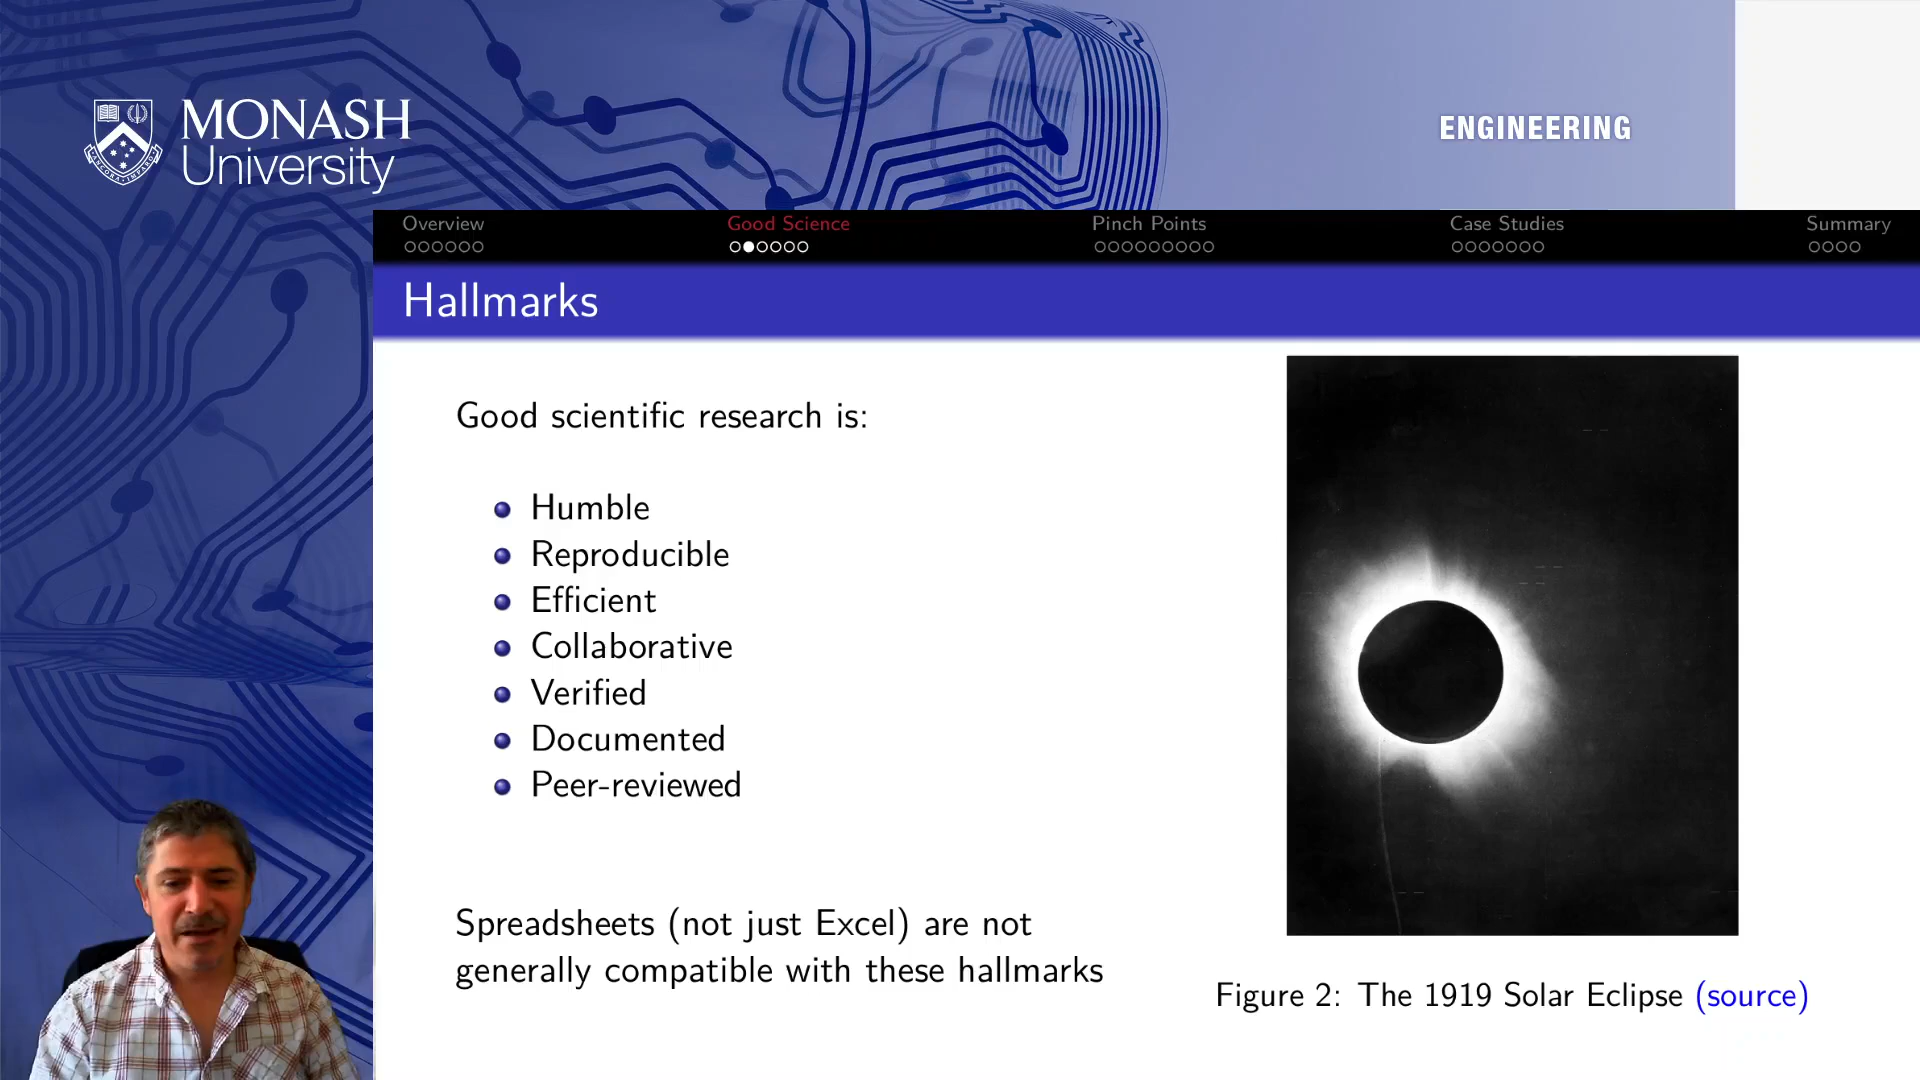 MONASH
University
ENGINEERING
Overview
Good Science
Pinch Points
Case Studies
Summary
Hallmarks
Good scientific research is:
Humble
Reproducible
Efficient
Collaborative
Verified
Documented
Peer-reviewed
Spreadsheets (not just Excel) are not
generally compatible with these hallmarks
Figure 2: The 1919 Solar Eclipse (source)